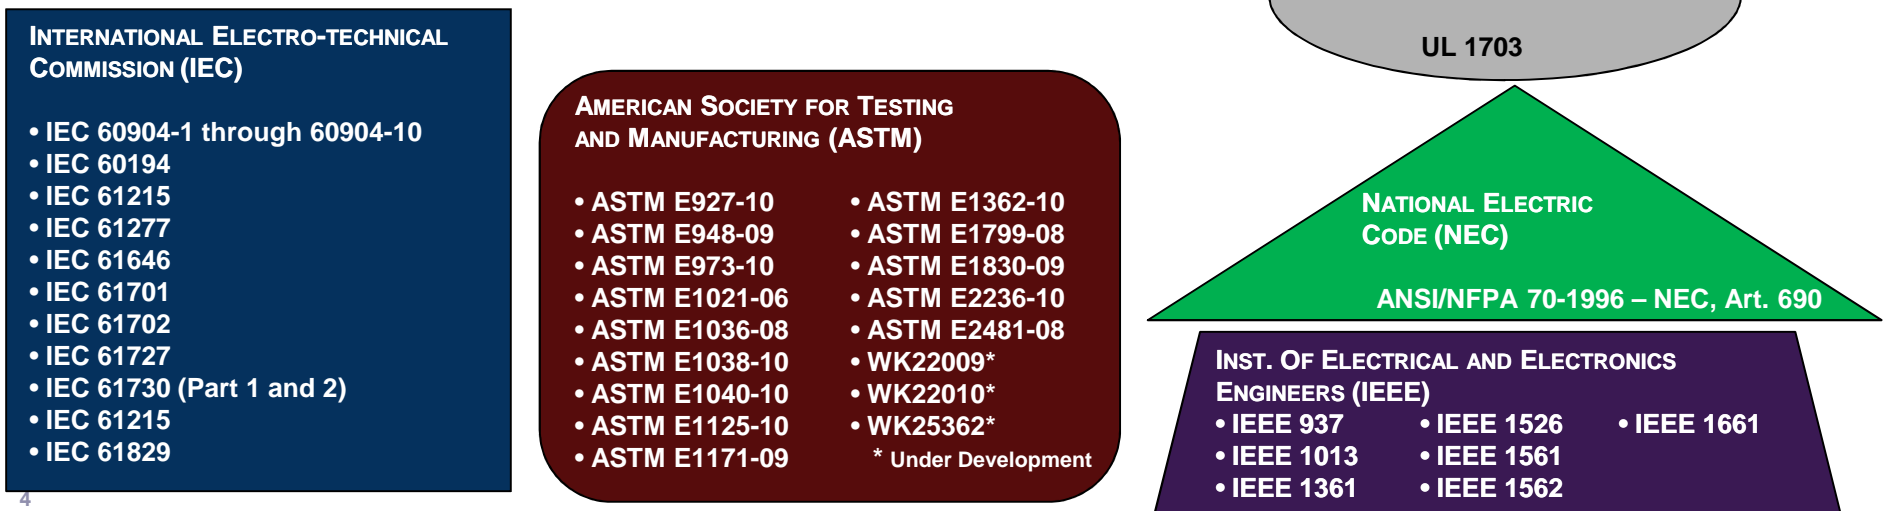 INTERNATIONAL ELECTRO-TECHNICAL
COMMISSION (IEC)
• IEC 60904-1 through 60904-10
• IEC 60194
• IEC 61215
• IEC 61277
• IEC 61646
• IEC 61701
• IEC 61702
• IEC 61727
• IEC 61730 (Part 1 and 2)
• IEC 61215
• IEC 61829
4
AMERICAN SOCIETY FOR TESTING
AND MANUFACTURING (ASTM)
• ASTM E927-10
• ASTM E948-09
• ASTM E973-10
• ASTM E1021-06
• ASTM E1036-08
• ASTM E1038-10
• ASTM E1040-10
• ASTM E1125-10
• ASTM E1171-09
• ASTM E1362-10
• ASTM E1799-08
• ASTM E1830-09
• ASTM E2236-10
• ASTM E2481-08
• WK22009*
• WK22010*
• WK25362*
* Under Development
UL 1703
NATIONAL ELECTRIC
CODE (NEC)
ANSI/NFPA 70-1996 – NEC, Art. 690
INST. OF ELECTRICAL AND ELECTRONICS
ENGINEERS (IEEE)
• IEEE 937
• IEEE 1013
• IEEE 1361
• IEEE 1526
• IEEE 1561
• IEEE 1562
• IEEE 1661